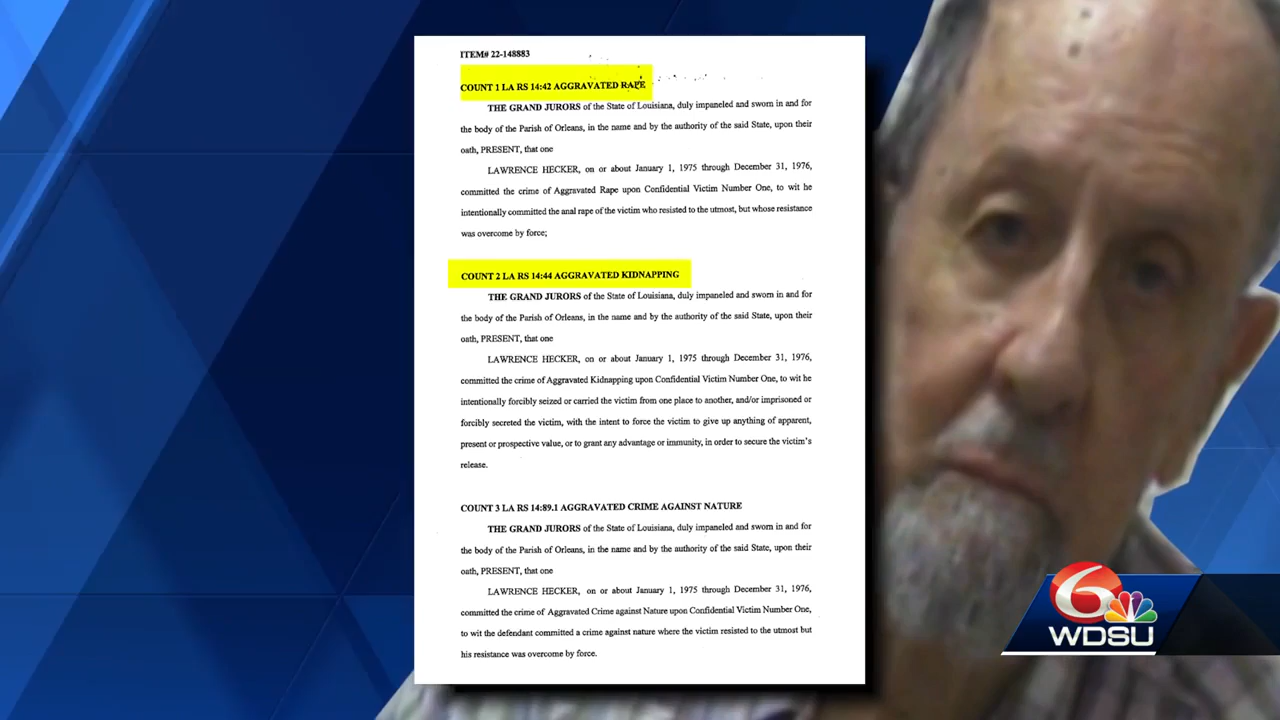 ITEM# 22-148883
COUNT 1 LA RS 14:42 AGGRAVATED RAPE
THE GRAND JURORS of the State of Louisiana, duly impaneled and sworn in and for
the body of the Parish of Orleans, in the name and by the authority of the said State, upon their
oath, PRESENT, that one
LAWRENCE HECKER, on or about January 1, 1975 through December 31, 1976,
committed the crime of Aggravated Rape upon Confidential Victim Number One, to wit he
intentionally committed the anal rape of the victim who resisted to the utmost, but whose resistance
was overcome by force;
COUNT 2 LA RS 14:44 AGGRAVATED KIDNAPPING
THE GRAND JURORS of the State of Louisiana, duly impaneled and sworn in and for
the body of the Parish of Orleans, in the name and by the authority of the said State, upon their
oath, PRESENT, that one
LAWRENCE HECKER, on or about January 1, 1975 through December 31, 1976,
committed the crime of Aggravated Kidnapping upon Confidential Victim Number One, to wit he
intentionally forcibly seized or carried the victim from one place to another, and/or imprisoned or
forcibly secreted the victim, with the intent to force the victim to give up anything of apparent,
present or prospective value, or to grant any advantage or immunity, in order to secure the victim's
release.
COUNT 3 LA RS 14:89.1 AGGRAVATED CRIME AGAINST NATURE
THE GRAND JURORS of the State of Louisiana, duly impaneled and sworn in and for
the body of the Parish of Orleans, in the name and by the authority of the said State, upon their
oath, PRESENT, that one
LAWRENCE HECKER, on or about January 1, 1975 through December 31, 1976,
committed the crime of Aggravated Crime against Nature upon Confidential Victim Number One,
to wit the defendant committed a crime against nature where the victim resisted to the utmost but
his resistance was overcome by force.
6
WDSU